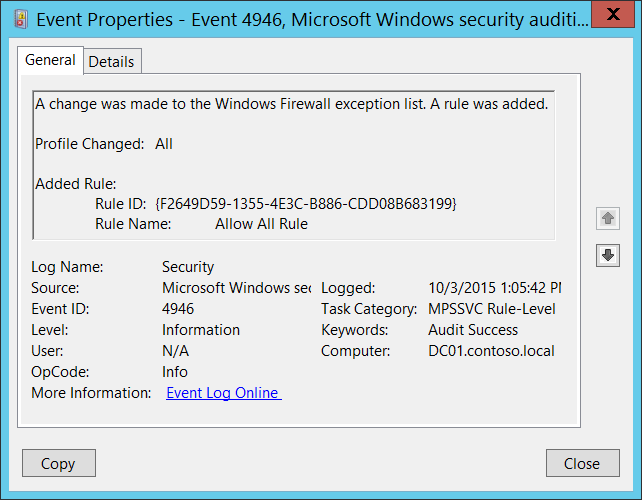 Event Properties - Event 4946, Microsoft Windows security auditi...
X
General
Details
A change was made to the Windows Firewall exception list. A rule was added.
Profile Changed: All
Added Rule:
Rule ID: {F2649D59-1355-4E3C-B886-CDD08B683199}
Rule Name: Allow All Rule
Log Name: Security
Source: Microsoft Windows sec Logged: 10/3/2015 1:05:42 PM
Event ID: 4946 Task Category: MPSSVC Rule-Level
Level: Information Keywords: Audit Success
User: N/A Computer: DC01.contoso.local
OpCode: Info
More Information: Event Log Online
Copy
Close